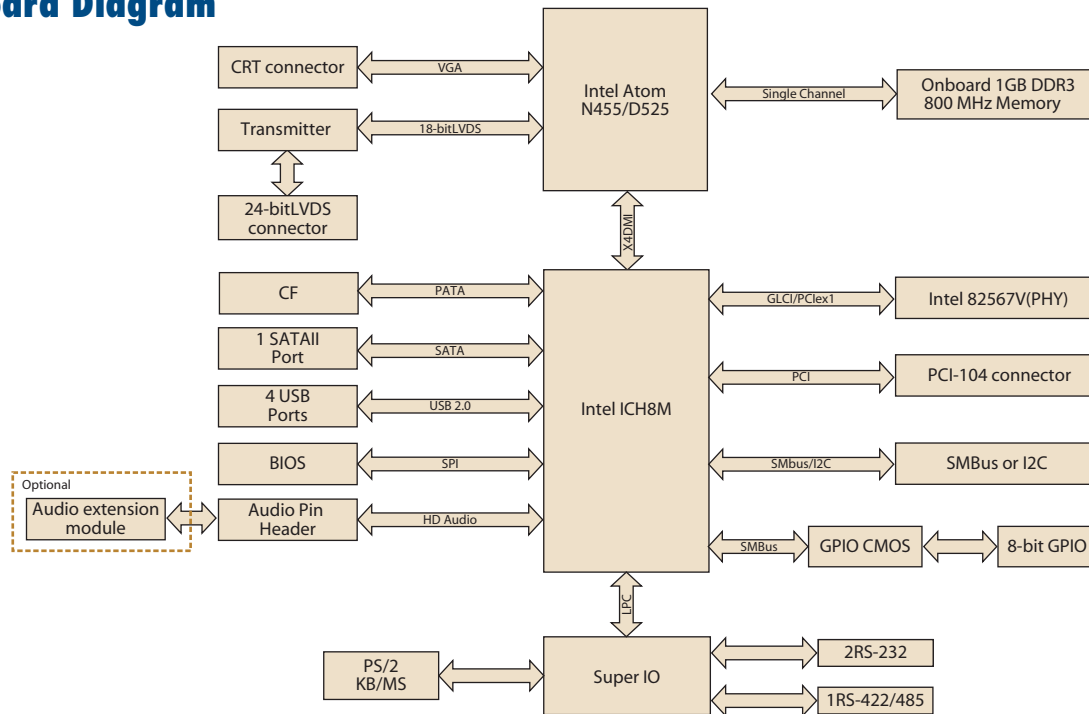 Board Diagram
CRT connector
VGA
Intel Atom
N455/D525
Single Channel
Onboard 1GB DDR3
800 MHz Memory
Transmitter
18-bitLVDS
24-bitLVDS
connector
X4DMI
CF
PATA
GLCI/PCIex1
Intel 82567V(PHY)
1 SATAII
Port
SATA
PCI
PCI-104 connector
4 USB
Ports
USB 2.0
Intel ICH8M
BIOS
SPI
SMbus/I2C
SMBus or I2C
Optional
Audio extension
module
Audio Pin
Header
HD Audio
SMBus
GPIO CMOS
8-bit GPIO
LPC
PS/2
KB/MS
Super IO
2RS-232
1RS-422/485